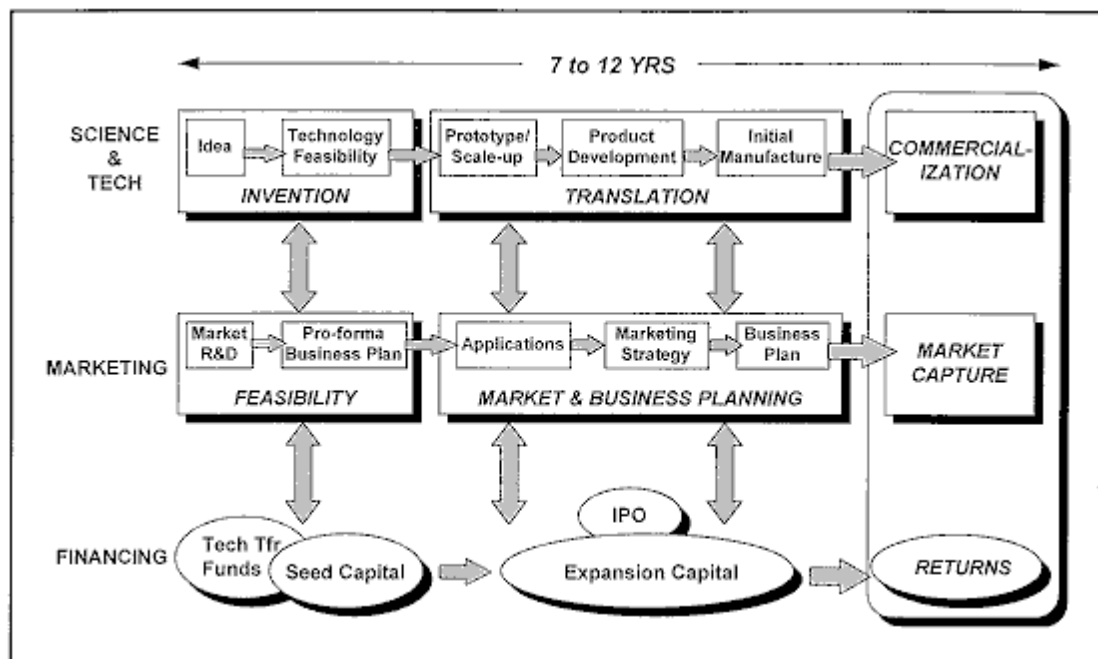 7 to 12 YRS
SCIENCE
&
TECH
Idea
Technology
Feasibility
INVENTION
Prototype/
Scale-up
Product
Development
Initial
Manufacture
TRANSLATION
COMMERCIAL-
IZATION
MARKETING
Market
R&D
Pro-forma
Business Plan
FEASIBILITY
Applications
Marketing
Strategy
Business
Plan
MARKET & BUSINESS PLANNING
MARKET
CAPTURE
FINANCING
Tech Tfr
Funds
Seed Capital
IPO
Expansion Capital
RETURNS